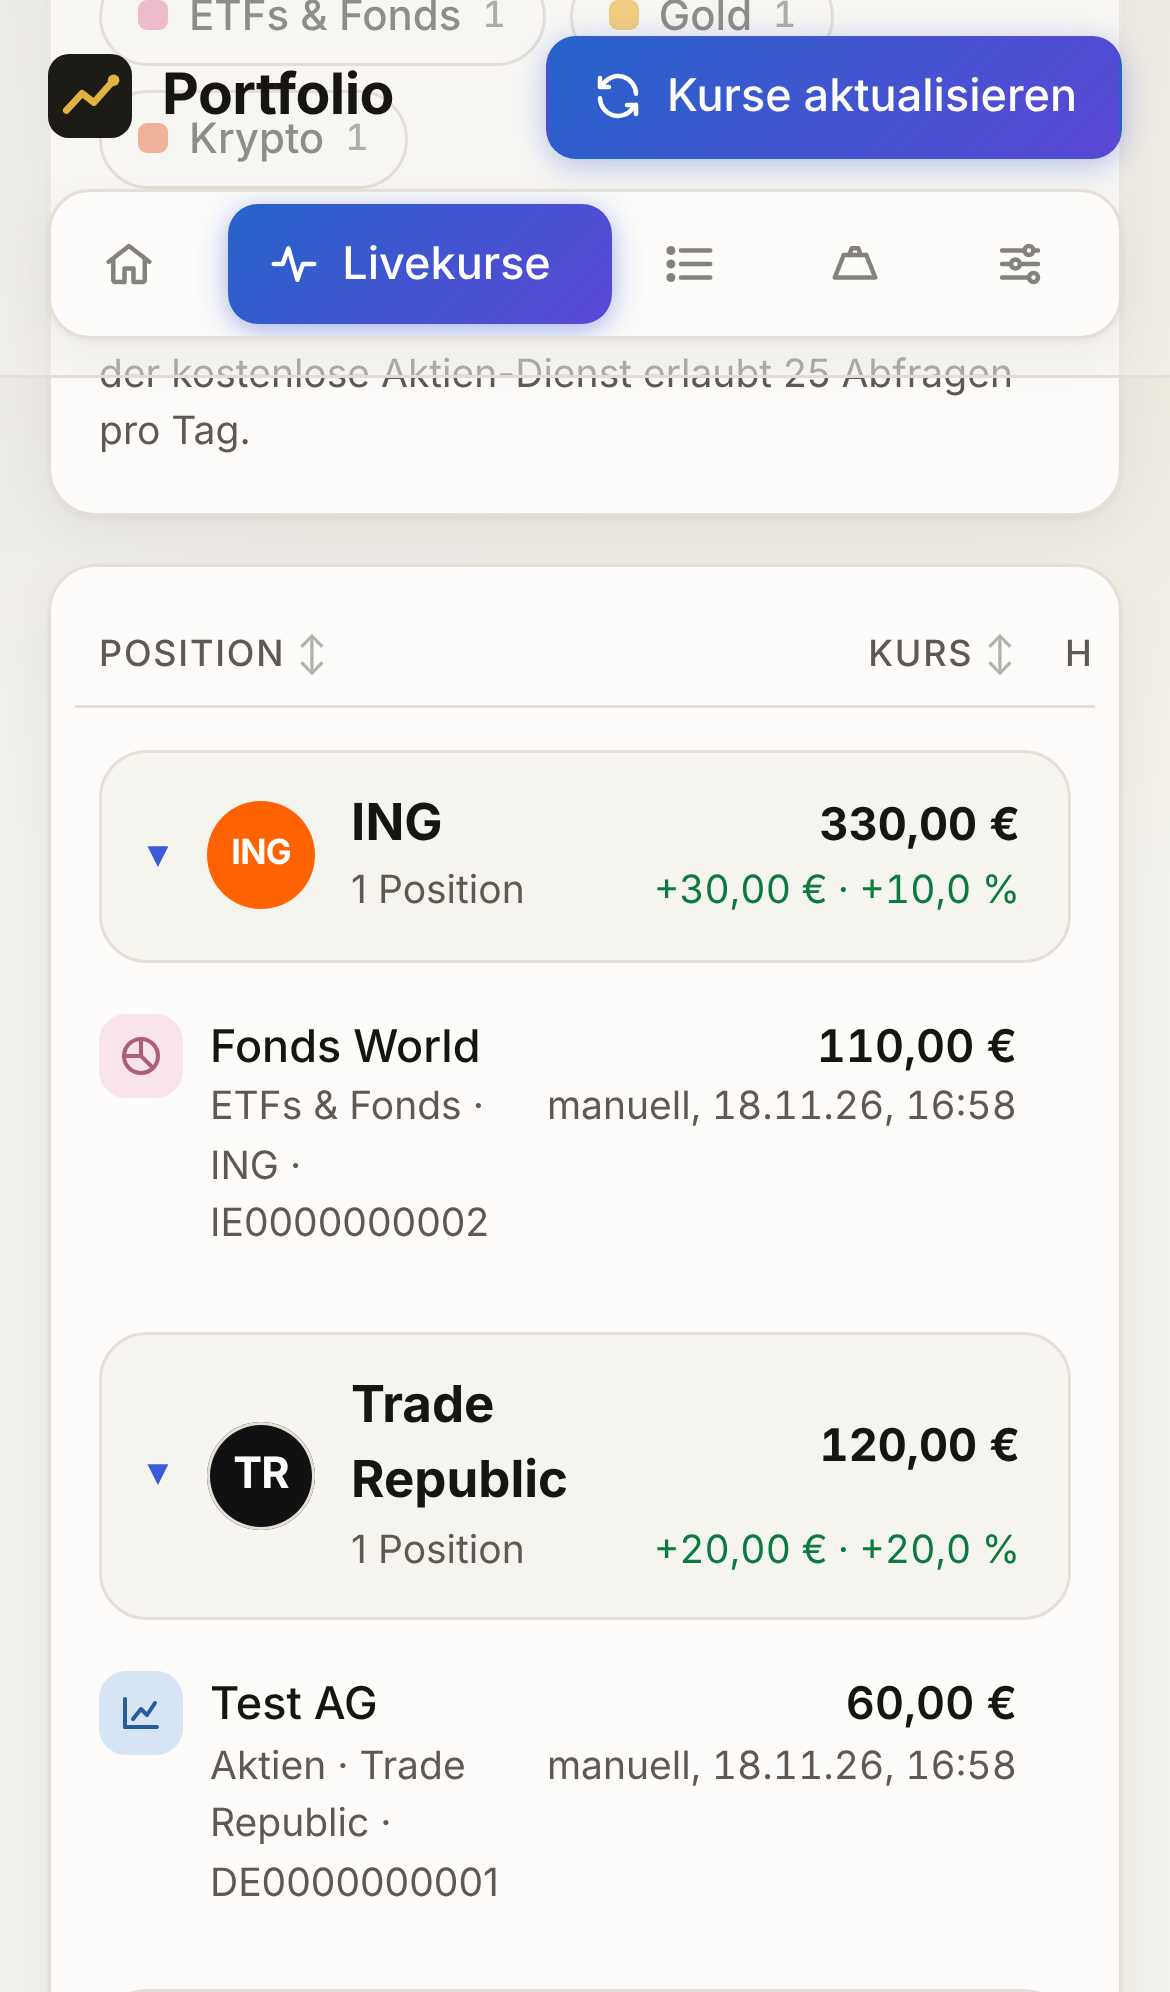 ETFs & Fonds 1
Gold 1
Portfolio
Kurse aktualisieren
Krypto 1
Livekurse
der kostenlose Aktien-Dienst erlaubt 25 Abfragen
pro Tag.
POSITION
KURS
H
ING
ING
330,00 €
1 Position
+30,00 € · +10,0 %
Fonds World
110,00 €
ETFs & Fonds ·
manuell, 18.11.26, 16:58
ING ·
IE0000000002
Trade
Republic
TR
120,00 €
1 Position
+20,00 € · +20,0 %
Test AG
60,00 €
Aktien · Trade
manuell, 18.11.26, 16:58
Republic ·
DE0000000001